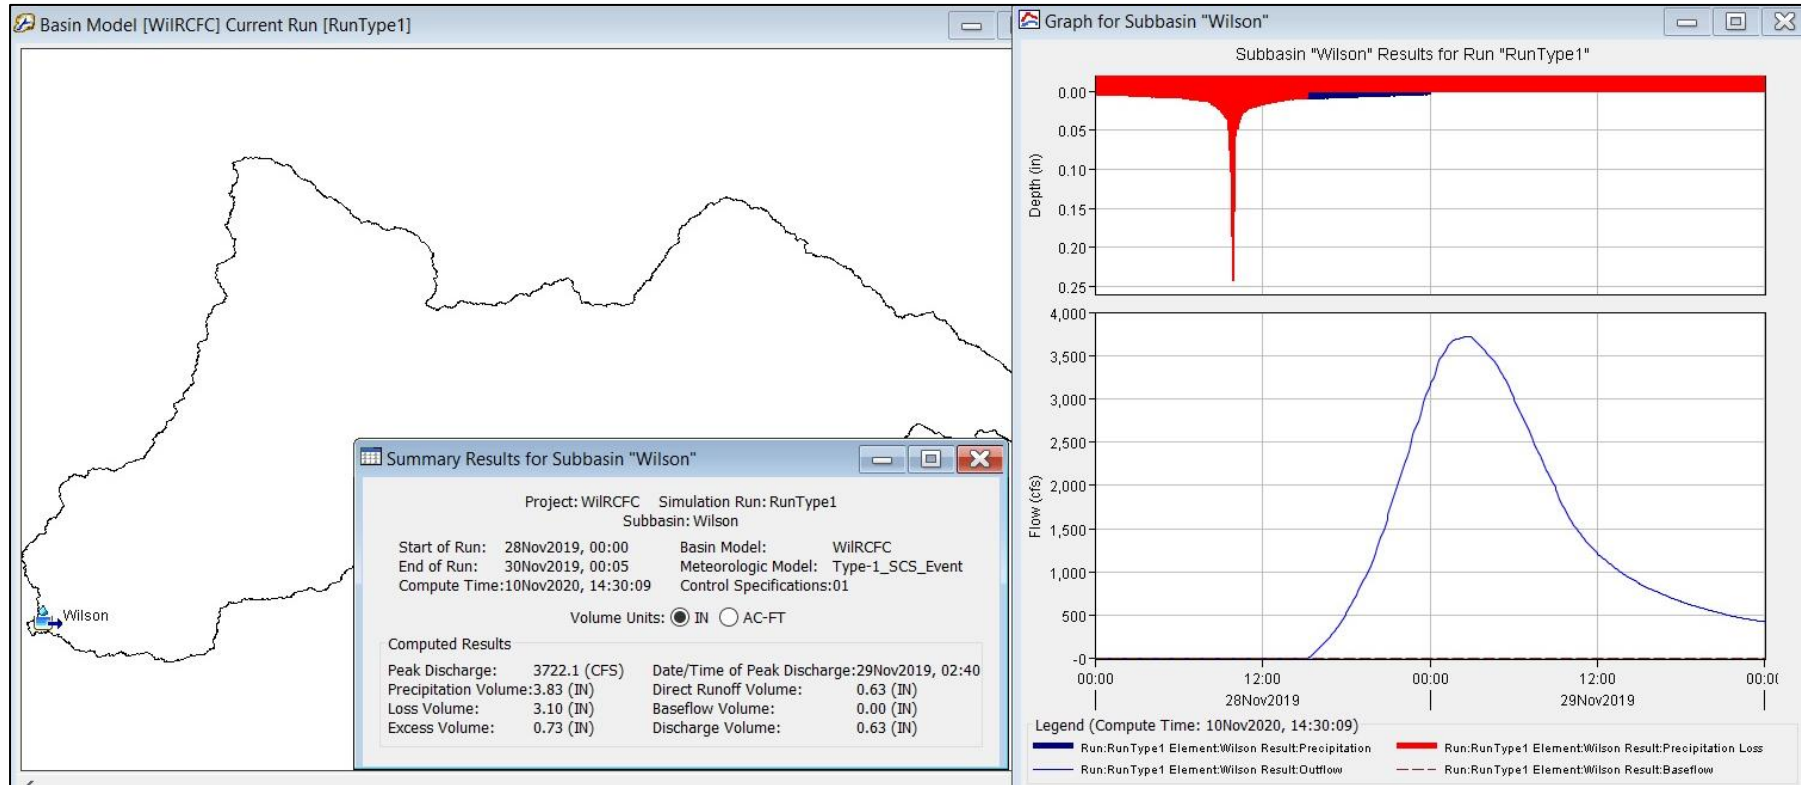 Basin Model [WilRCFC] Current Run [RunType1]
Wilson
Summary Results for Subbasin "Wilson"
Project: WilRCFC Simulation Run: RunType1
Subbasin: Wilson
Start of Run: 28Nov2019, 00:00 Basin Model: WilRCFC
End of Run: 30Nov2019, 00:05 Meteorologic Model: Type-1_SCS_Event
Compute Time:10Nov2020, 14:30:09 Control Specifications:01
Volume Units: IN AC-FT
Computed Results
Peak Discharge: 3722.1 (CFS) Date/Time of Peak Discharge:29Nov2019, 02:40
Precipitation Volume:3.83 (IN) Direct Runoff Volume: 0.63 (IN)
Loss Volume: 3.10 (IN) Baseflow Volume: 0.00 (IN)
Excess Volume: 0.73 (IN) Discharge Volume: 0.63 (IN)
Graph for Subbasin "Wilson"
Subbasin "Wilson" Results for Run "RunType1"
Depth (in)
0.00
0.05
0.10
0.15
0.20
0.25
Flow (cfs)
4,000
3,500
3,000
2,500
2,000
1,500
1,000
500
-0
00:00 12:00 00:00 12:00 00:0
28Nov2019 29Nov2019
Legend (Compute Time: 10Nov2020, 14:30:09)
Run:RunType1 Element:Wilson Result:Precipitation Run:RunType1 Element:Wilson Result:Precipitation Loss
Run:RunType1 Element:Wilson Result:Outflow Run:RunType1 Element:Wilson Result:Baseflow